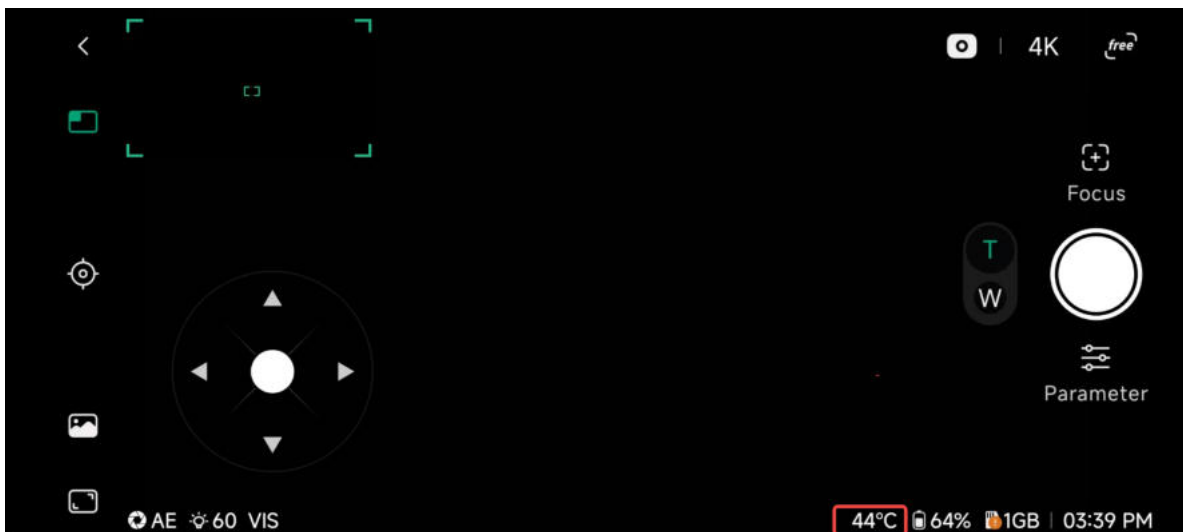 4K
free
Focus
T
W
Parameter
AE 60 VIS
44°C 64% 1GB 03:39 PM